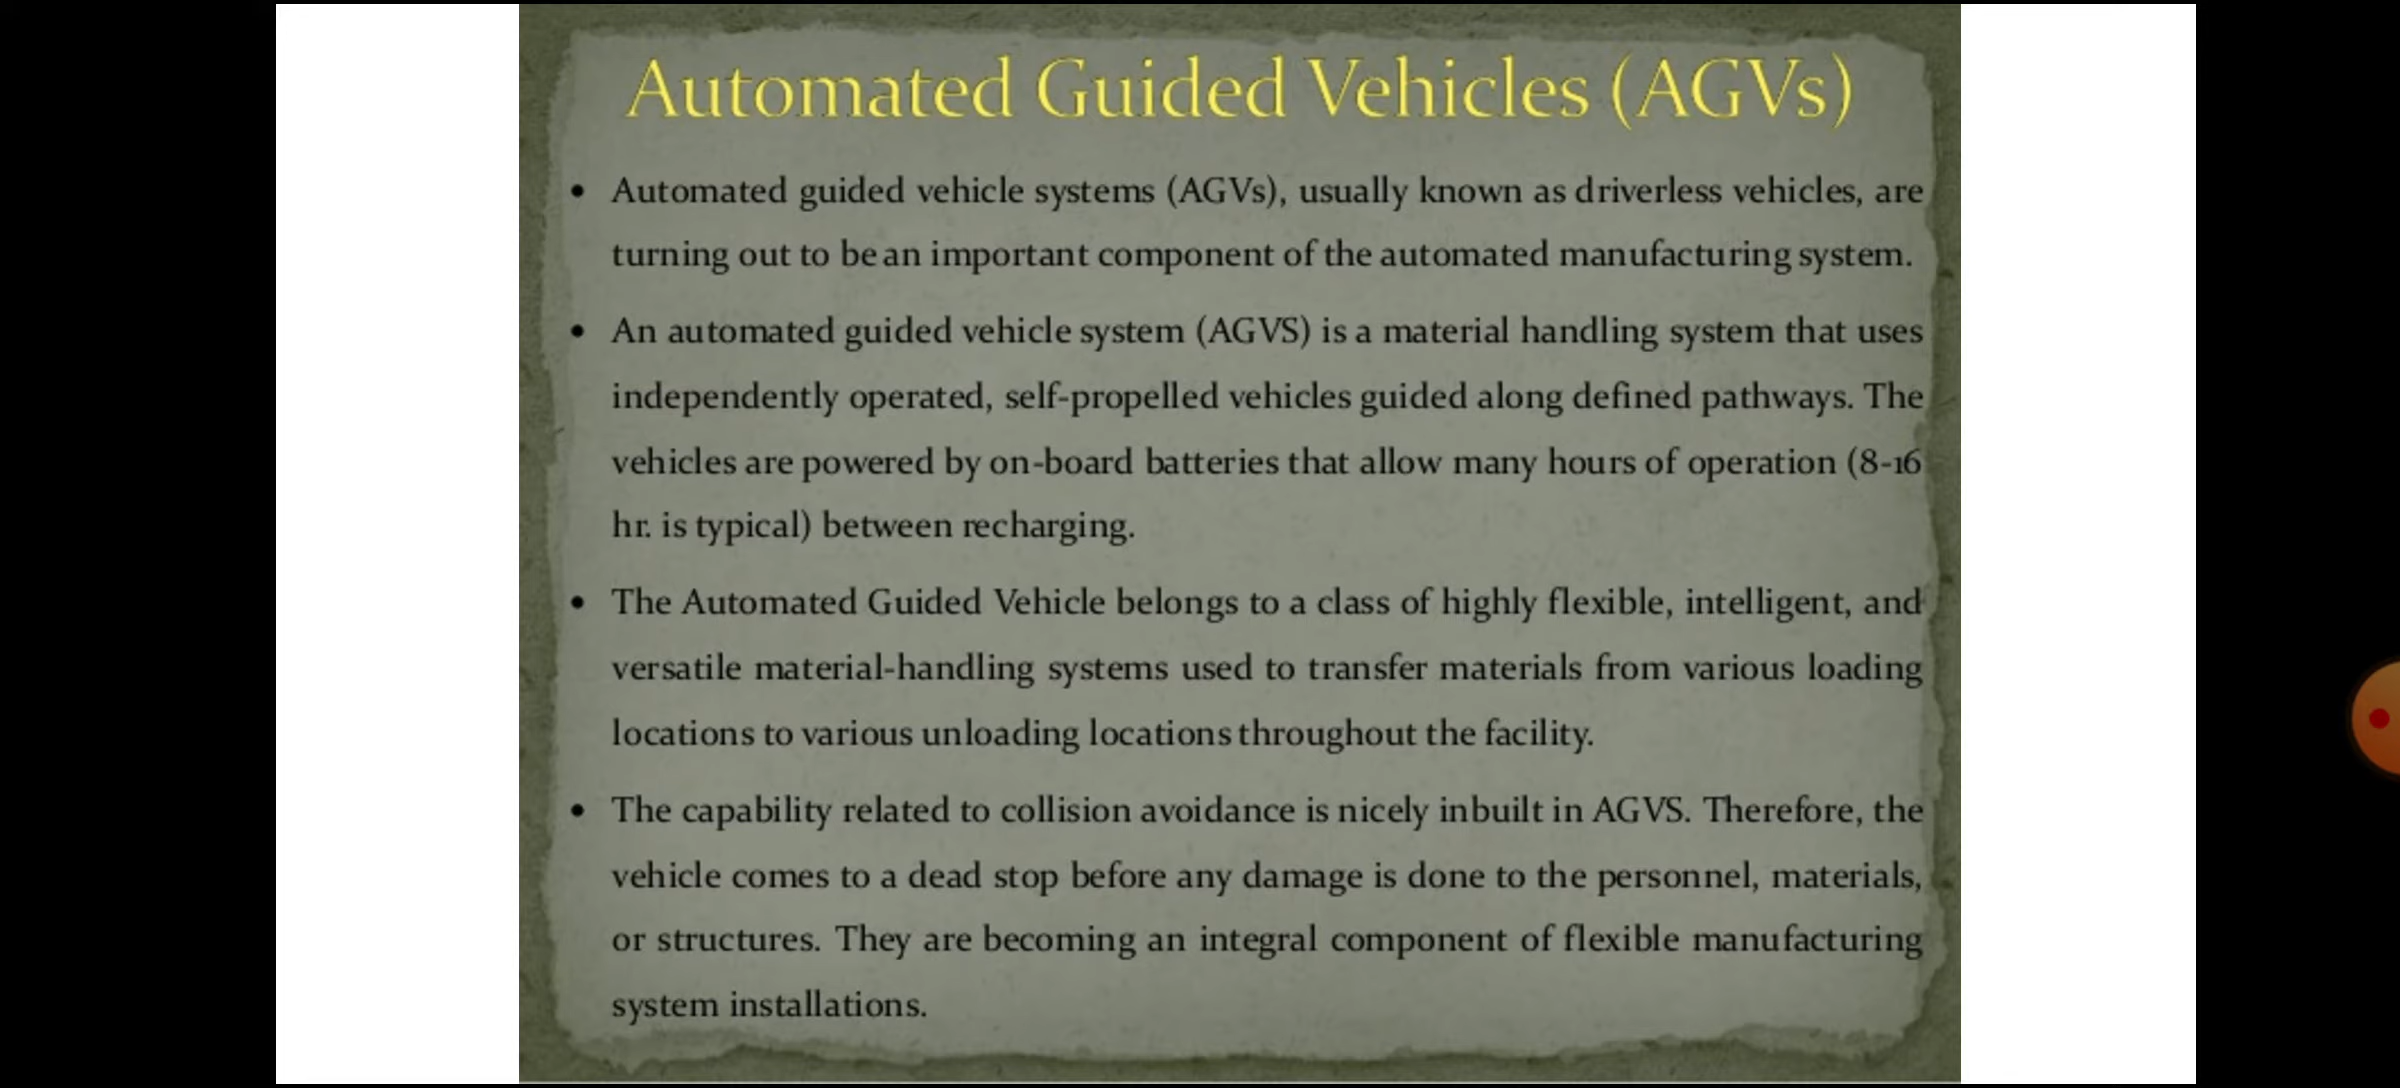 Automated Guided Vehicles (AGVs)
• Automated guided vehicle systems (AGVs), usually known as driverless vehicles, are
turning out to be an important component of the automated manufacturing system.
• An automated guided vehicle system (AGVS) is a material handling system that uses
independently operated, self-propelled vehicles guided along defined pathways. The
vehicles are powered by on-board batteries that allow many hours of operation (8-16
hr. is typical) between recharging.
• The Automated Guided Vehicle belongs to a class of highly flexible, intelligent, and
versatile material-handling systems used to transfer materials from various loading
locations to various unloading locations throughout the facility.
• The capability related to collision avoidance is nicely inbuilt in AGVS. Therefore, the
vehicle comes to a dead stop before any damage is done to the personnel, materials,
or structures. They are becoming an integral component of flexible manufacturing
system installations.